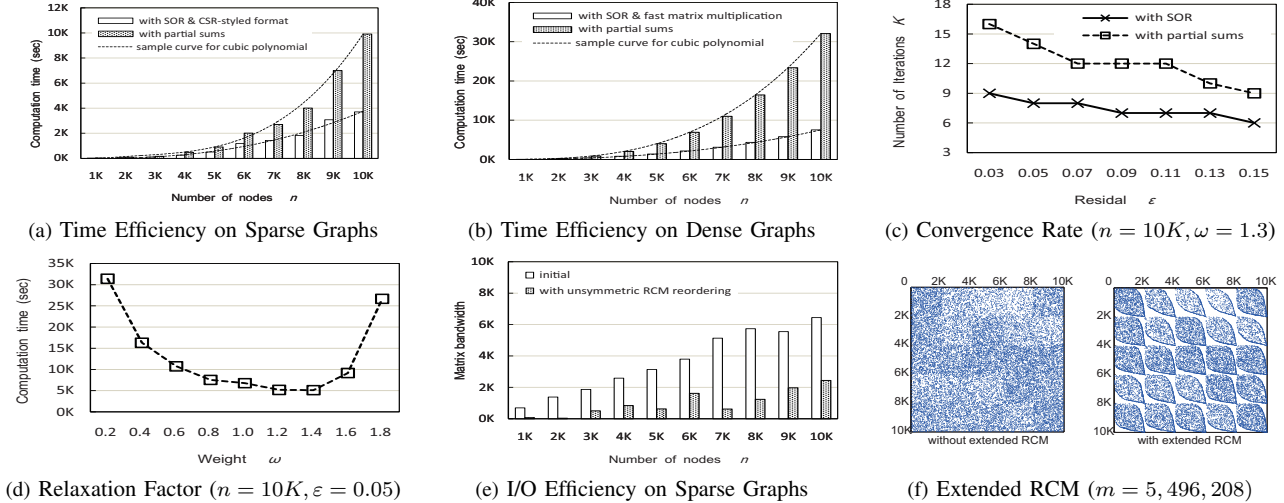 12K
10K
8K
6K
4K
2K
0K
Computation time (sec)
with SOR & CSR-styled format
with partial sums
sample curve for cubic polynomial
1K 2K 3K 4K 5K 6K 7K 8K 9K 10K
Number of nodes n
(a) Time Efficiency on Sparse Graphs
40K
30K
20K
10K
0K
Computation time (sec)
with SOR & fast matrix multiplication
with partial sums
sample curve for cubic polynomial
1K 2K 3K 4K 5K 6K 7K 8K 9K 10K
Number of nodes n
(b) Time Efficiency on Dense Graphs
18
15
12
9
6
3
Number of Iterations K
with SOR
with partial sums
0.03 0.05 0.07 0.09 0.11 0.13 0.15
Residal ε
(c) Convergence Rate (n = 10K, ω = 1.3)
35K
30K
25K
20K
15K
10K
5K
0K
Computation time (sec)
0.2 0.4 0.6 0.8 1.0 1.2 1.4 1.6 1.8
Weight ω
(d) Relaxation Factor (n = 10K, ε = 0.05)
10K
8K
6K
4K
2K
0K
Matrix bandwidth
initial
with unsymmetric RCM reordering
1K 2K 3K 4K 5K 6K 7K 8K 9K 10K
Number of nodes n
(e) I/O Efficiency on Sparse Graphs
0 2K 4K 6K 8K 10K
2K
4K
6K
8K
10K
without extended RCM
0 2K 4K 6K 8K 10K
2K
4K
6K
8K
10K
with extended RCM
(f) Extended RCM (m = 5, 496, 208)